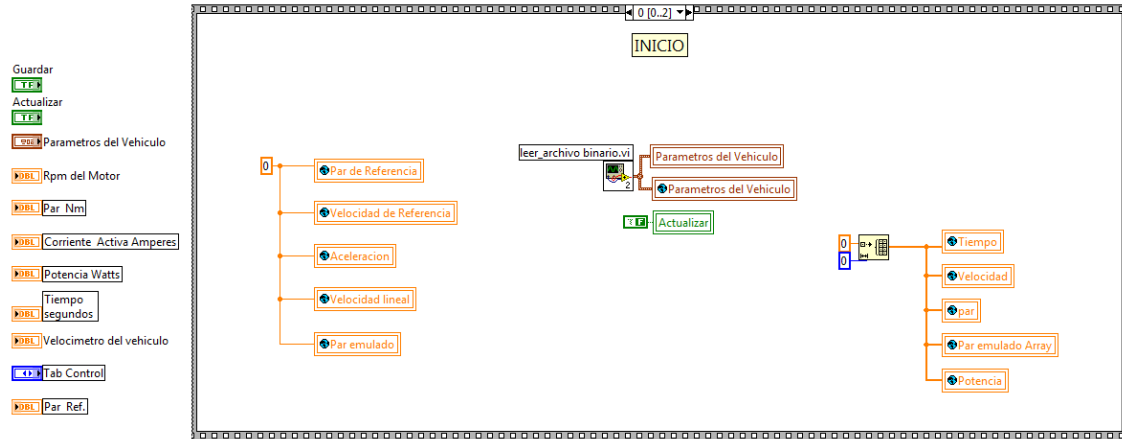 0 [0..2]
INICIO
Guardar
TF
Actualizar
TF
Parametros del Vehiculo
DBL Rpm del Motor
DBL Par Nm
DBL Corriente Activa Amperes
DBL Potencia Watts
Tiempo
DBL segundos
DBL Velocimetro del vehiculo
Tab Control
DBL Par Ref.
0
Par de Referencia
Velocidad de Referencia
Aceleracion
Velocidad lineal
Par emulado
leer_archivo binario.vi
2
Parametros del Vehiculo
Parametros del Vehiculo
T F
Actualizar
0
0
Tiempo
Velocidad
par
Par emulado Array
Potencia